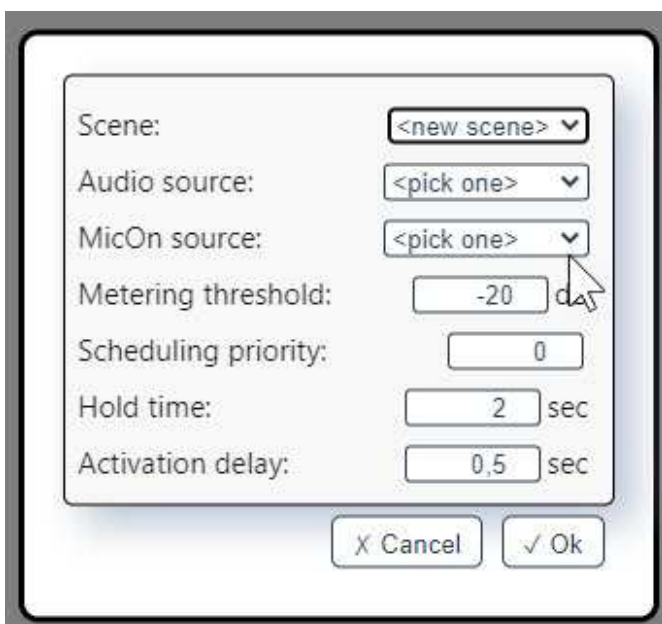 Scene: <new scene>
Audio source: <pick one>
MicOn source: <pick one>
Metering threshold: -20
Scheduling priority: 0
Hold time: 2 sec
Activation delay: 0,5 sec
X Cancel ✓ Ok